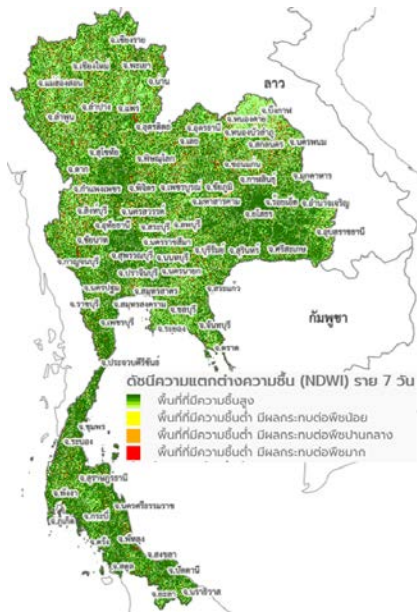 จ.เชียงราย
จ.เชียงใหม่
จ.พะเยา
จ.แม่ฮ่องสอน
จ.น่าน
ลาว
จ.ลำปาง
จ.แพร่
จ.ลำพูน
จ.บึงกาฬ
จ.หนองคาย
จ.อุตรดิตถ์
จ.อุดรธานี
จ.หนองบัวลำภู
จ.นครพนม
จ.เลย
จ.สกลนคร
จ.สุโขทัย
จ.พิษณุโลก
จ.ขอนแก่น
จ.ตาก
จ.กาฬสินธุ์
จ.มุกดาหาร
จ.กำแพงเพชร
จ.พิจิตร
จ.เพชรบูรณ์
จ.ชัยภูมิ
จ.มหาสารคาม
จ.ร้อยเอ็ด
จ.อำนาจเจริญ
จ.สิงห์บุรี
จ.นครสวรรค์
จ.ยโสธร
จ.อุทัยธานี
จ.สระบุรี
จ.ลพบุรี
จ.อุบลราชธานี
จ.ชัยนาท
จ.นครราชสีมา
จ.บุรีรัมย์
จ.สุรินทร์
จ.ศรีสะเกษ
จ.กาญจนบุรี
จ.สุพรรณบุรี
จ.นนทบุรี
จ.ปราจีนบุรี
จ.นครนายก
จ.นครปฐม
จ.สมุทรสาคร
จ.สระแก้ว
จ.ราชบุรี
จ.สมุทรสงคราม
จ.ชลบุรี
กัมพูชา
จ.เพชรบุรี
จ.ระยอง
จ.จันทบุรี
จ.ตราด
จ.ประจวบคีรีขันธ์
ดัชนีความแตกต่างความชื้น (NDWI) ราย 7 วัน
พื้นที่ที่มีความชื้นสูง
พื้นที่ที่มีความชื้นต่ำ มีผลกระทบต่อพืชน้อย
พื้นที่ที่มีความชื้นต่ำ มีผลกระทบต่อพืชปานกลาง
พื้นที่ที่มีความชื้นต่ำ มีผลกระทบต่อพืชมาก
จ.ชุมพร
จ.ระนอง
จ.สุราษฎร์ธานี
จ.พังงา
จ.นครศรีธรรมราช
จ.ภูเก็ต
จ.กระบี่
จ.ตรัง
จ.พัทลุง
จ.สงขลา
จ.สตูล
จ.ปัตตานี
จ.ยะลา
จ.นราธิวาส